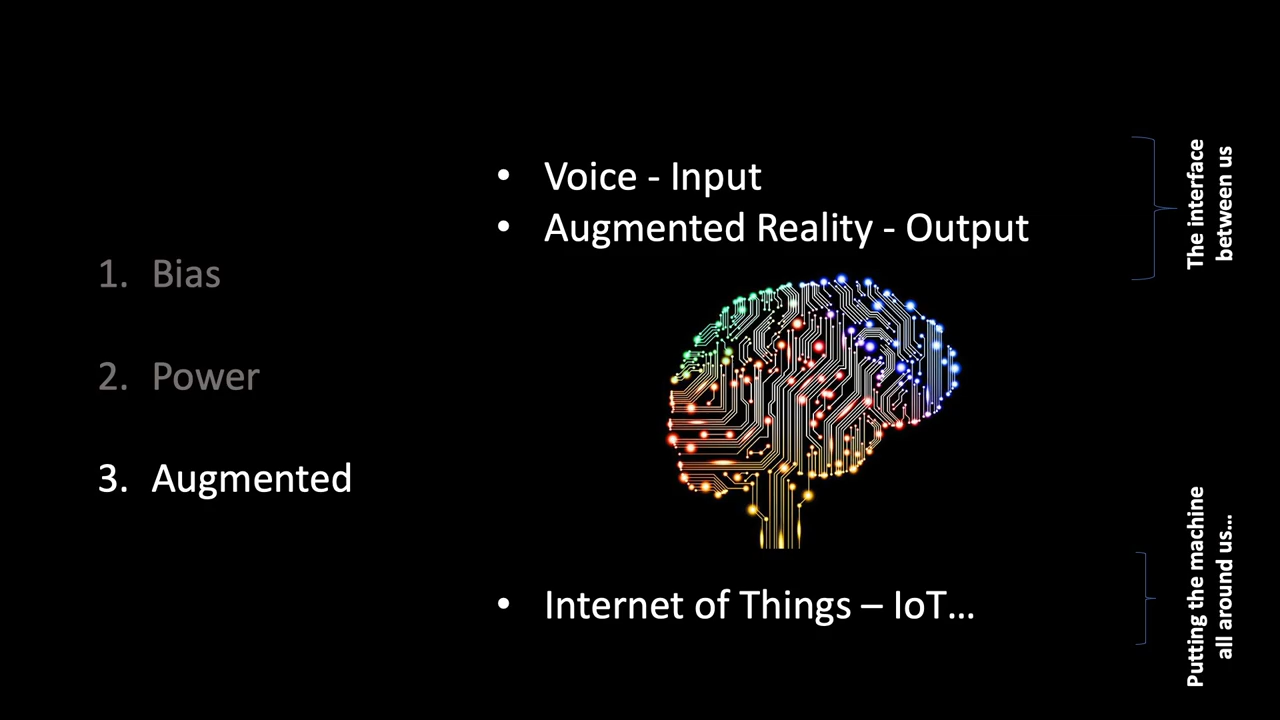 1. Bias
2. Power
3. Augmented
• Voice - Input
• Augmented Reality - Output
• Internet of Things – IoT...
The interface
between us
Putting the machine
all around us...